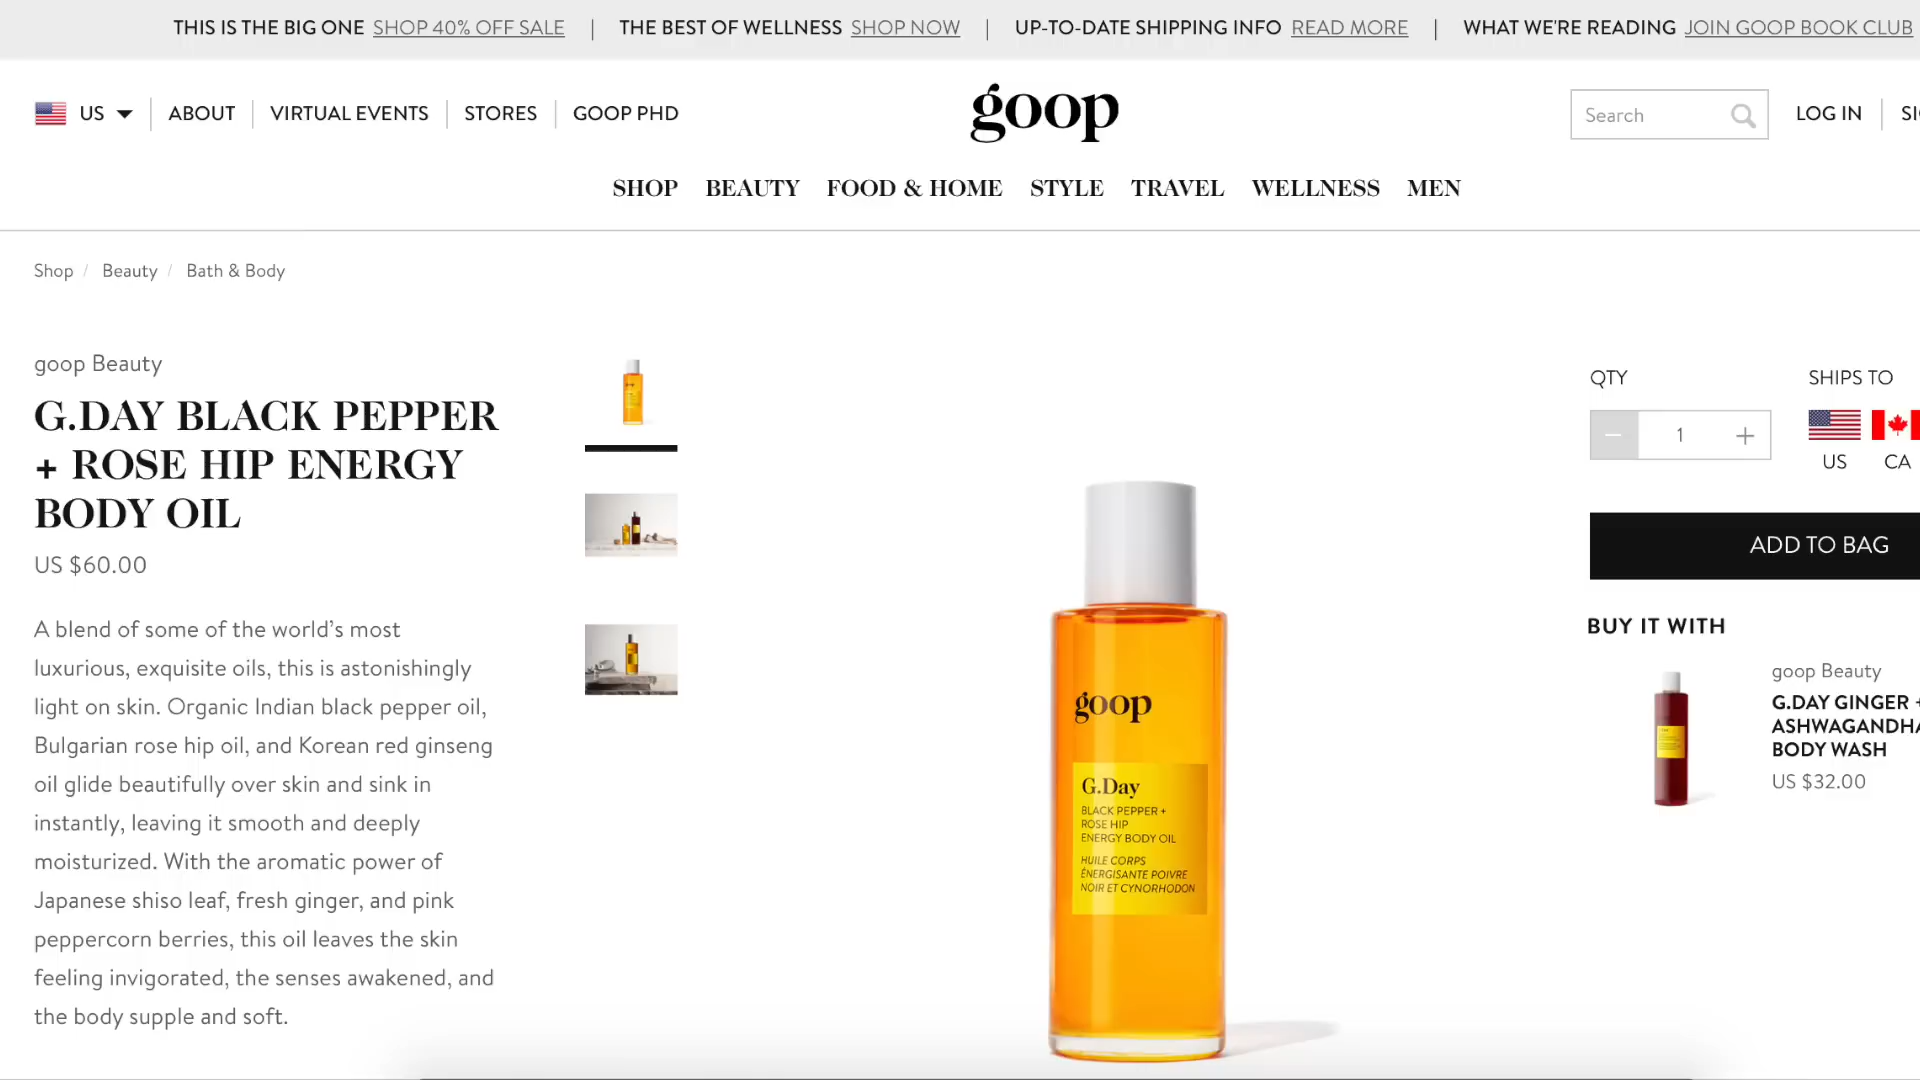 THIS IS THE BIG ONE SHOP 40% OFF SALE | THE BEST OF WELLNESS SHOP NOW | UP-TO-DATE SHIPPING INFO READ MORE | WHAT WE'RE READING JOIN GOOP BOOK CLUB
US | ABOUT | VIRTUAL EVENTS | STORES | GOOP PHD
goop
Search
LOG IN
SHOP BEAUTY FOOD & HOME STYLE TRAVEL WELLNESS MEN
Shop / Beauty / Bath & Body
goop Beauty
G.DAY BLACK PEPPER
+ ROSE HIP ENERGY
BODY OIL
US $60.00
A blend of some of the world’s most
luxurious, exquisite oils, this is astonishingly
light on skin. Organic Indian black pepper oil,
Bulgarian rose hip oil, and Korean red ginseng
oil glide beautifully over skin and sink in
instantly, leaving it smooth and deeply
moisturized. With the aromatic power of
Japanese shiso leaf, fresh ginger, and pink
peppercorn berries, this oil leaves the skin
feeling invigorated, the senses awakened, and
the body supple and soft.
goop
G.Day
BLACK PEPPER +
ROSE HIP
ENERGY BODY OIL
HUILE CORPS
ÉNERGISANTE POIVRE
NOIR ET CYNORHODON
QTY
1
SHIPS TO
US CA
ADD TO BAG
BUY IT WITH
goop Beauty
G.DAY GINGER +
ASHWAGANDHA
BODY WASH
US $32.00